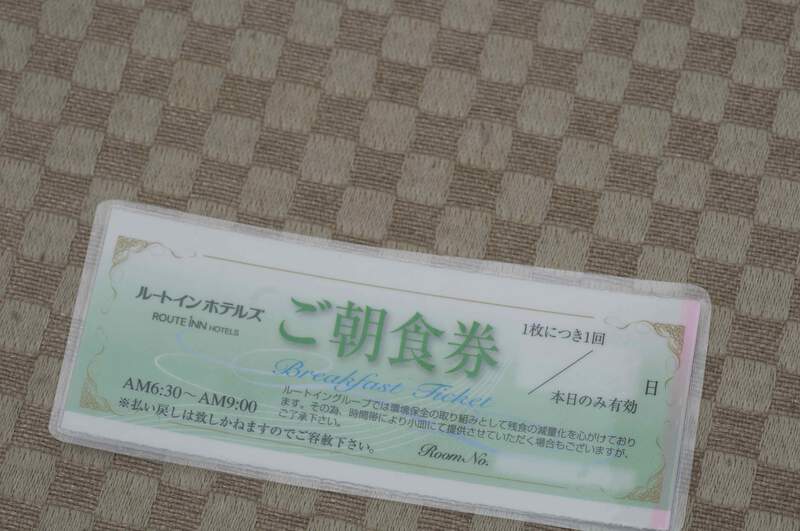 ルートインホテルズ
ROUTE INN HOTELS
ご朝食券
Breakfast Ticket
1枚につき1回
／ 日
本日のみ有効
AM6:30～AM9:00
※払い戻しは致しかねますのでご容赦下さい。
ルートイングループでは環境保全の取り組みとして残食の減量化を心がけており
ます。その為、時間帯により小皿にて提供させていただく場合もございますが、
ご了承下さい。
Room No.